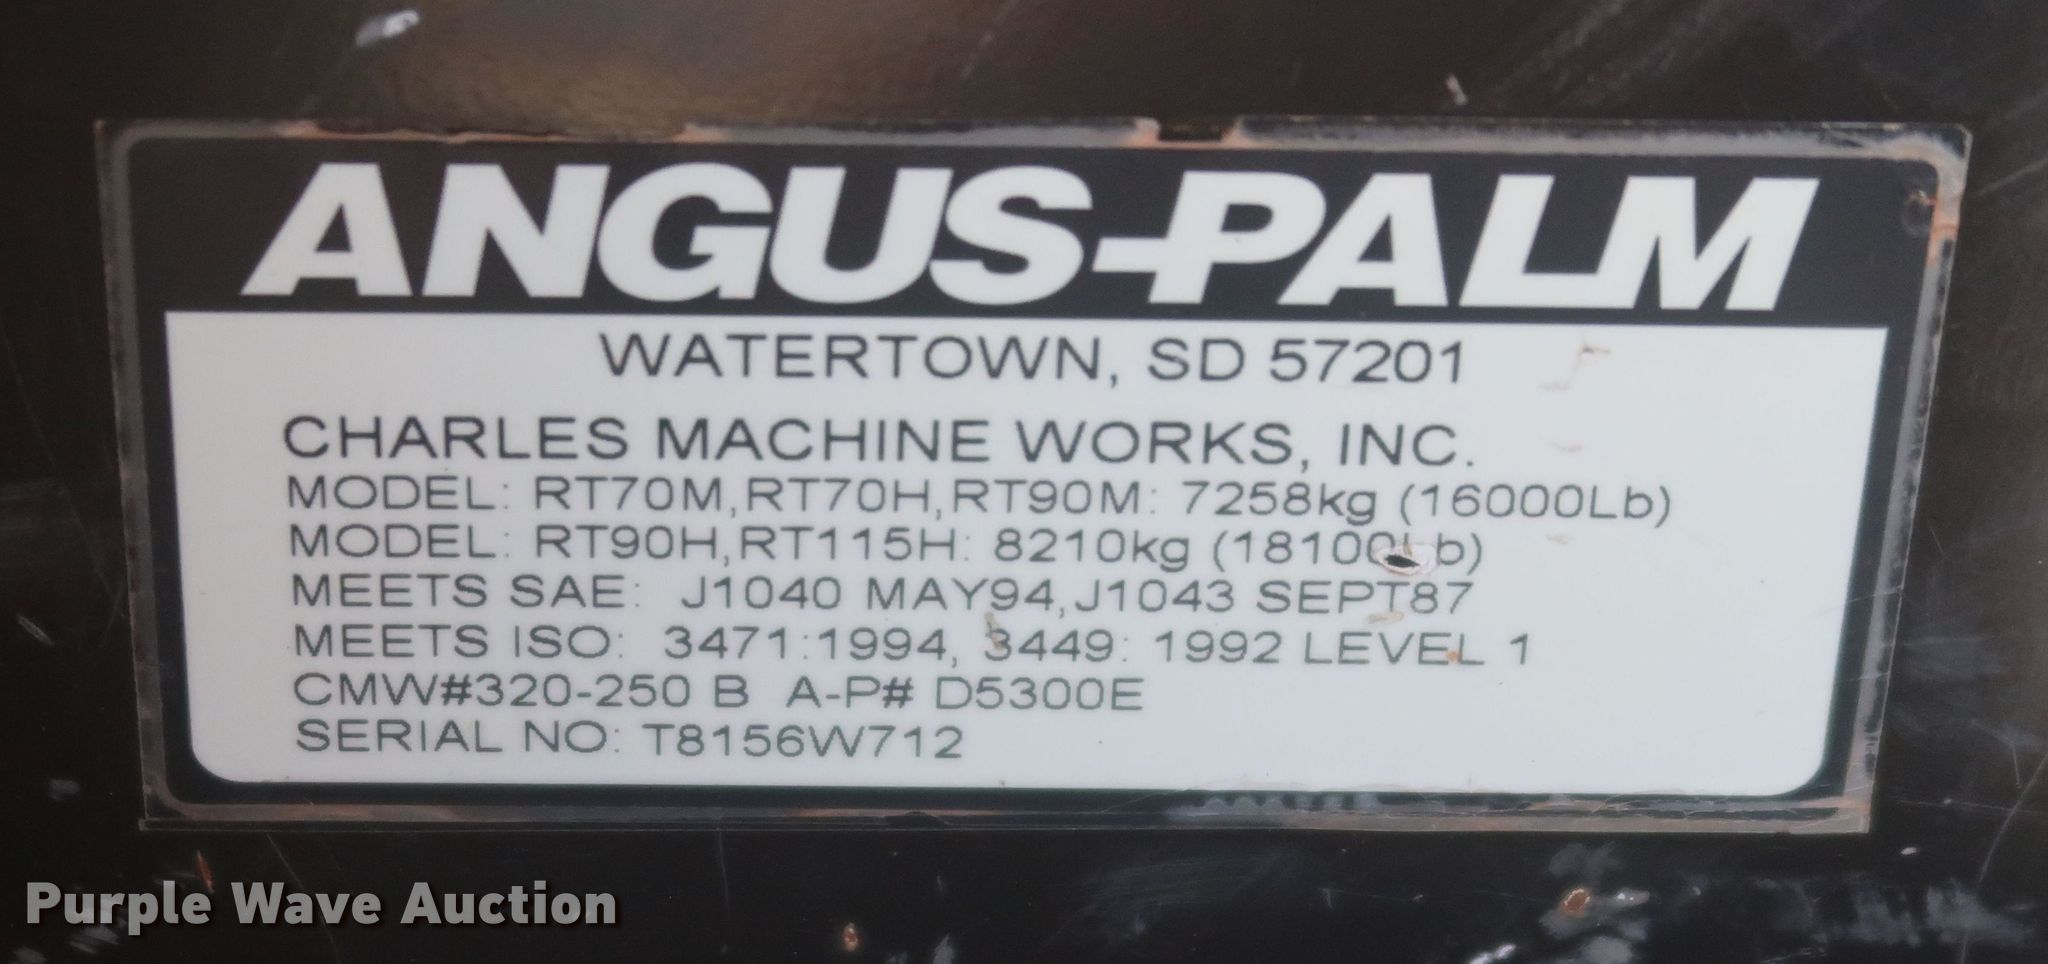 ANGUS-PALM
WATERTOWN, SD 57201
CHARLES MACHINE WORKS, INC.
MODEL: RT70M,RT70H,RT90M: 7258kg (16000Lb)
MODEL: RT90H,RT115H: 8210kg (18100Lb)
MEETS SAE: J1040 MAY94,J1043 SEPT87
MEETS ISO: 3471:1994, 3449: 1992 LEVEL 1
CMW#320-250 B A-P# D5300E
SERIAL NO: T8156W712
Purple Wave Auction